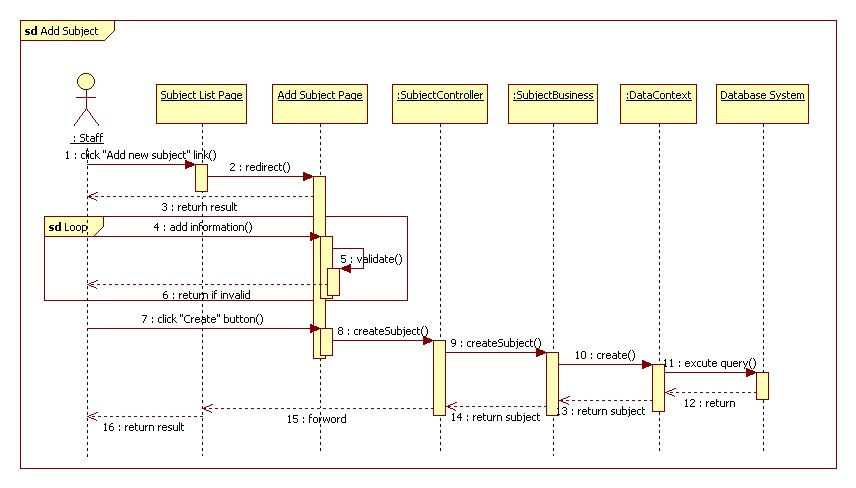 sd Add Subject
Subject List Page
Add Subject Page
:SubjectController
:SubjectBusiness
:DataContext
Database System
: Staff
1 : click "Add new subject" link()
2 : redirect()
3 : return result
sd Loop
4 : add information()
5 : validate()
6 : return if invalid
7 : click "Create" button()
8 : createSubject()
9 : createSubject()
10 : create()
11 : excute query()
12 : return
13 : return subject
14 : return subject
15 : forword
16 : return result